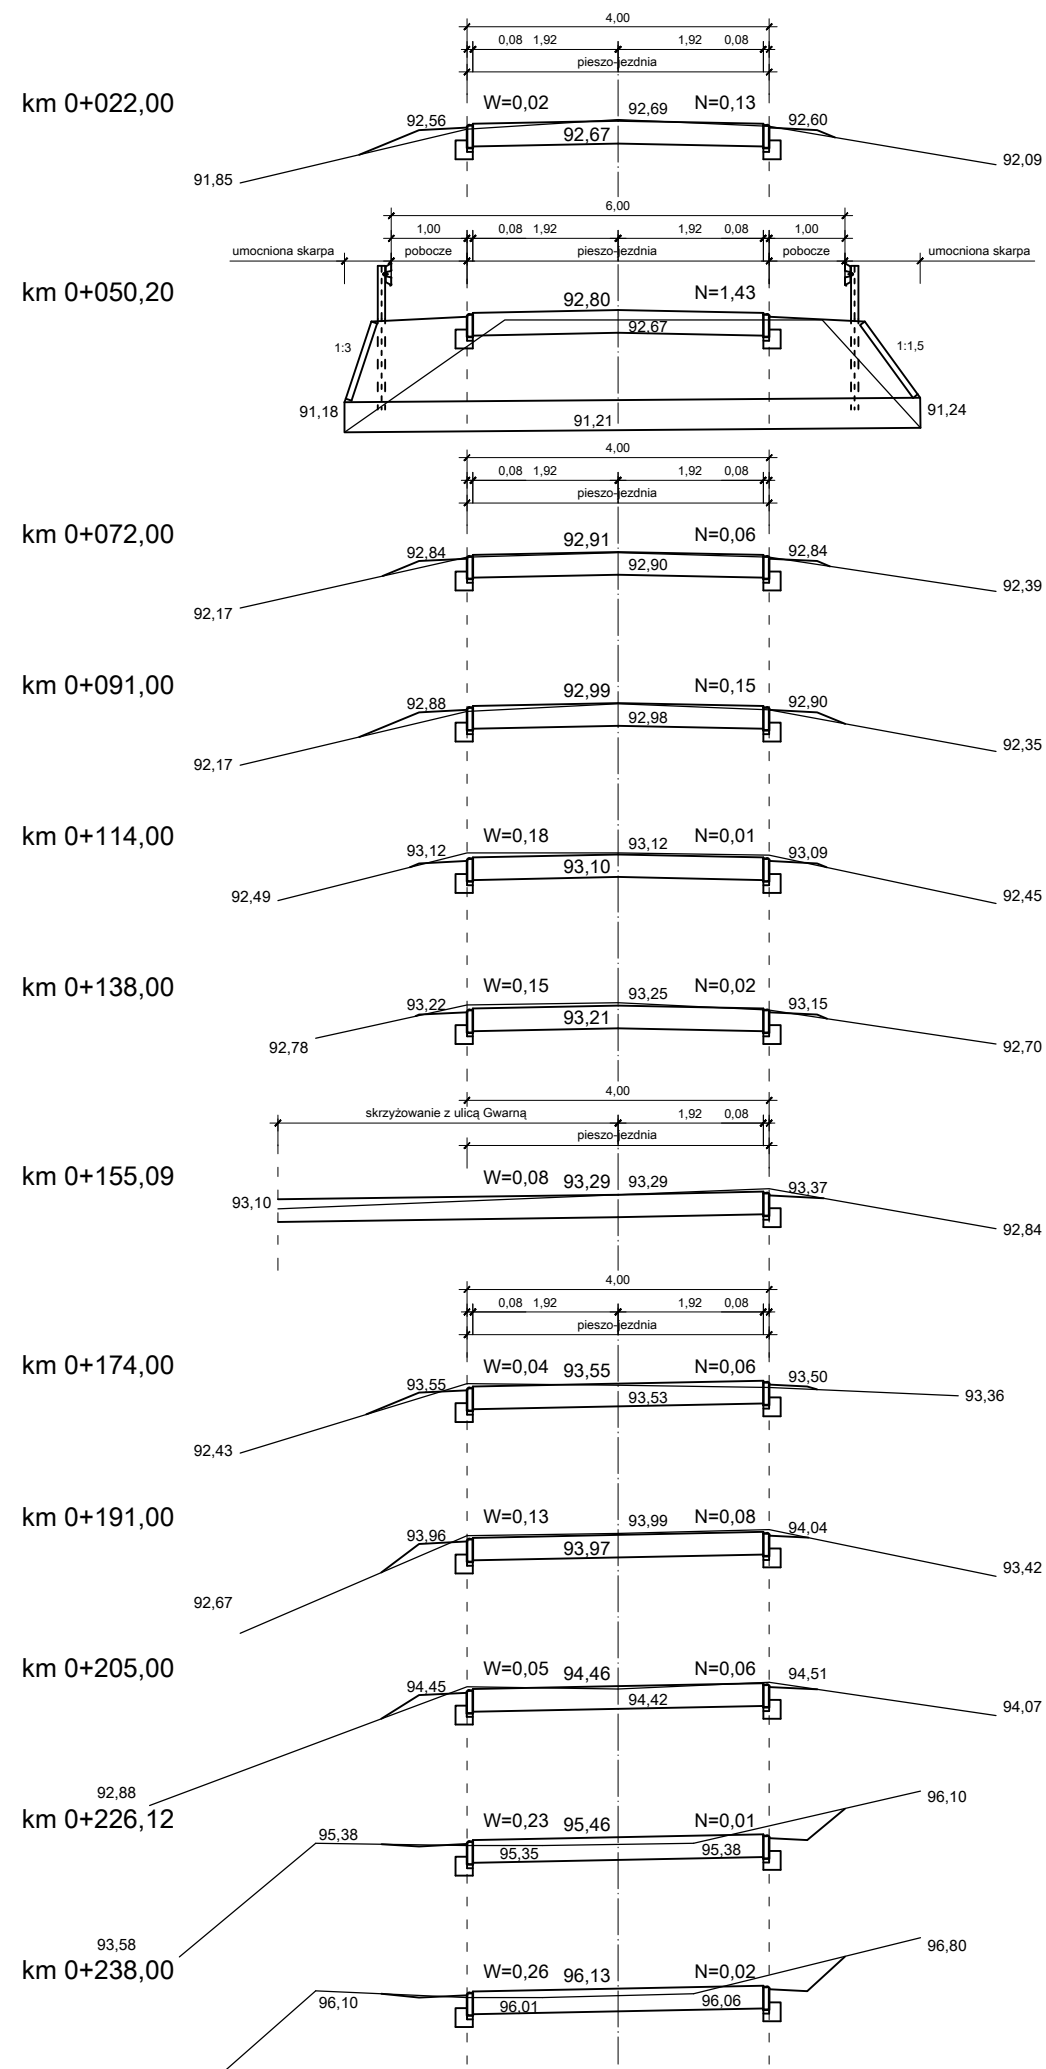 4,00
0,08 1,92 1,92 0,08
pieszo-jezdnia
km 0+022,00
W=0,02 92,69 N=0,13
92,56 92,60
92,67
91,85 92,09
6,00
1,00 0,08 1,92 1,92 0,08 1,00
umocniona skarpa pobocze pieszo-jezdnia pobocze umocniona skarpa
km 0+050,20
92,80 N=1,43
92,67
1:3 1:1,5
91,18 91,24
91,21
4,00
0,08 1,92 1,92 0,08
pieszo-jezdnia
km 0+072,00
92,91 N=0,06
92,84 92,84
92,90
92,17 92,39
km 0+091,00
92,99 N=0,15
92,88 92,90
92,98
92,17 92,35
km 0+114,00
W=0,18 93,12 N=0,01
93,12 93,09
93,10
92,49 92,45
km 0+138,00
W=0,15 93,25 N=0,02
93,22 93,15
93,21
92,78 92,70
4,00
skrzyżowanie z ulicą Gwarną 1,92 0,08
pieszo-jezdnia
km 0+155,09
W=0,08 93,29 93,29
93,37
93,10
92,84
4,00
0,08 1,92 1,92 0,08
pieszo-jezdnia
km 0+174,00
W=0,04 93,55 N=0,06
93,55 93,50
93,53 93,36
92,43
km 0+191,00
W=0,13 93,99 N=0,08
93,96 94,04
93,97
93,42
92,67
km 0+205,00
W=0,05 94,46 N=0,06
94,45 94,51
94,42 94,07
92,88
km 0+226,12
W=0,23 95,46 N=0,01
96,10
95,38
95,35 95,38
93,58
km 0+238,00
W=0,26 96,13 N=0,02
96,80
96,10 96,01 96,06